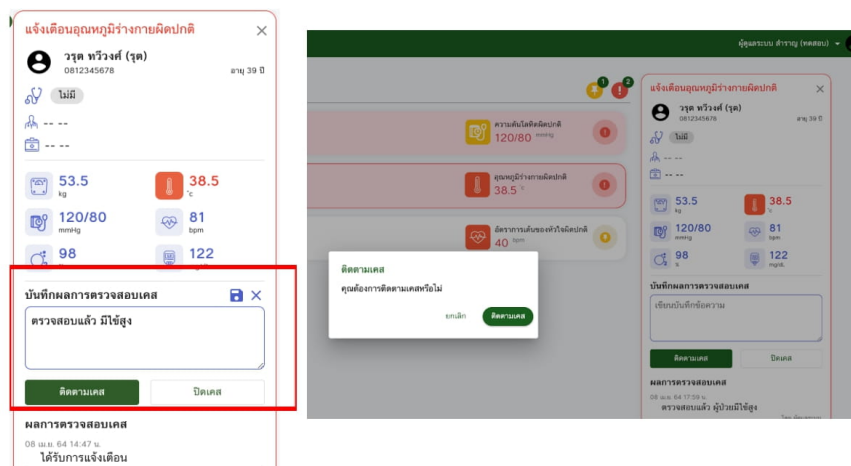 แจ้งเตือนอุณหภูมิร่างกายผิดปกติ
วรุต ทวีวงศ์ (รุต)
0812345678
อายุ 39 ปี
ไม่มี
-- --
-- --
53.5
kg
38.5
°c
120/80
mmHg
81
bpm
98
122
บันทึกผลการตรวจสอบเคส
ตรวจสอบแล้ว มีไข้สูง
ติดตามเคส
ปิดเคส
ผลการตรวจสอบเคส
08 เม.ย. 64 14:47 น.
ได้รับการแจ้งเตือน
ผู้ดูแลระบบ สำราญ (ทดสอบ)
1
2
ความดันโลหิตผิดปกติ
120/80 mmHg
อุณหภูมิร่างกายผิดปกติ
38.5 °c
อัตราการเต้นของหัวใจผิดปกติ
40 bpm
ติดตามเคส
คุณต้องการติดตามเคสหรือไม่
ยกเลิก
ติดตามเคส
แจ้งเตือนอุณหภูมิร่างกายผิดปกติ
วรุต ทวีวงศ์ (รุต)
0812345678
อายุ 39 ปี
ไม่มี
-- --
-- --
53.5
kg
38.5
°c
120/80
mmHg
81
bpm
98
%
122
mg/dL
บันทึกผลการตรวจสอบเคส
เขียนบันทึกข้อความ
ติดตามเคส
ปิดเคส
ผลการตรวจสอบเคส
08 เม.ย. 64 17:59 น.
ตรวจสอบแล้ว ผู้ป่วยมีไข้สูง